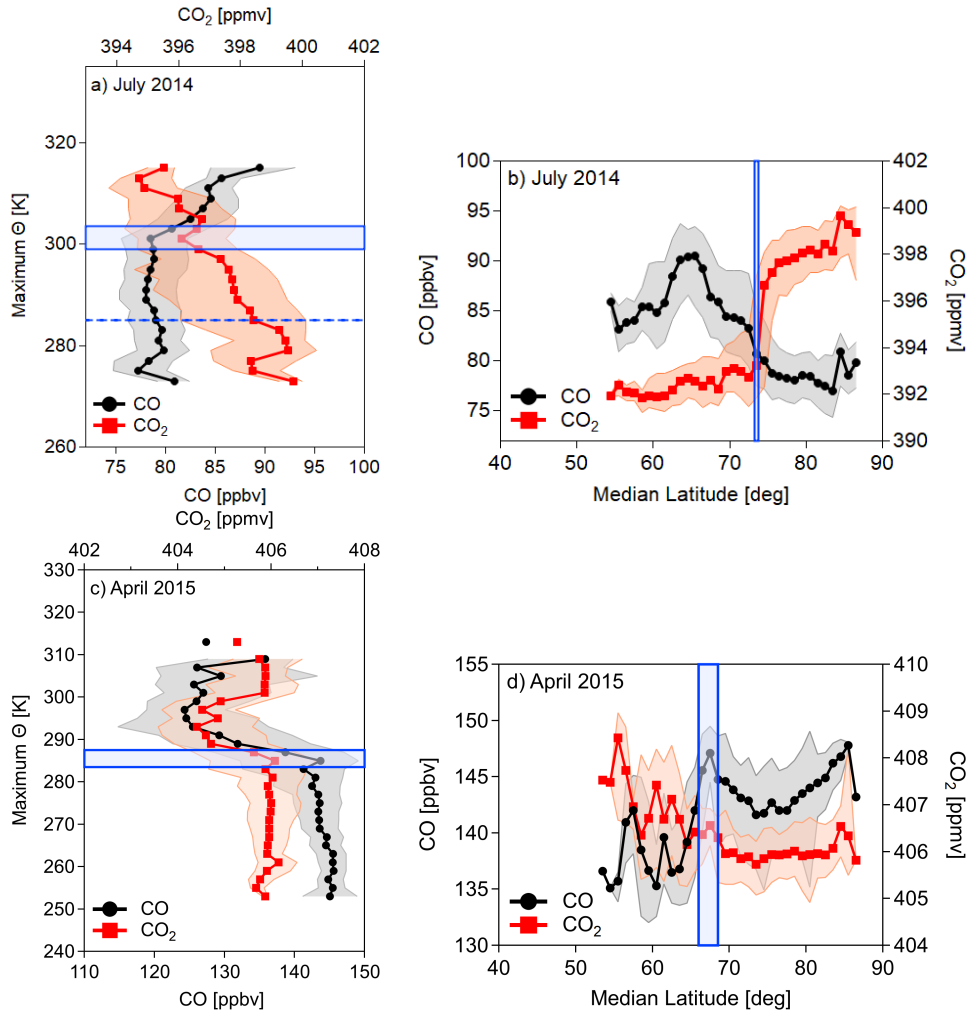 CO₂ [ppmv]
394 396 398 400 402
a) July 2014
Maximum Θ [K]
320
300
280
260
CO
CO₂
75 80 85 90 95 100
CO [ppbv]
b) July 2014
CO [ppbv]
100
95
90
85
80
75
CO₂ [ppmv]
402
400
398
396
394
392
390
CO
CO₂
40 50 60 70 80 90
Median Latitude [deg]
CO₂ [ppmv]
402 404 406 408
c) April 2015
Maximum Θ [K]
330
320
310
300
290
280
270
260
250
240
CO
CO₂
110 120 130 140 150
CO [ppbv]
d) April 2015
CO [ppbv]
155
150
145
140
135
130
CO₂ [ppmv]
410
409
408
407
406
405
404
CO
CO₂
40 50 60 70 80 90
Median Latitude [deg]